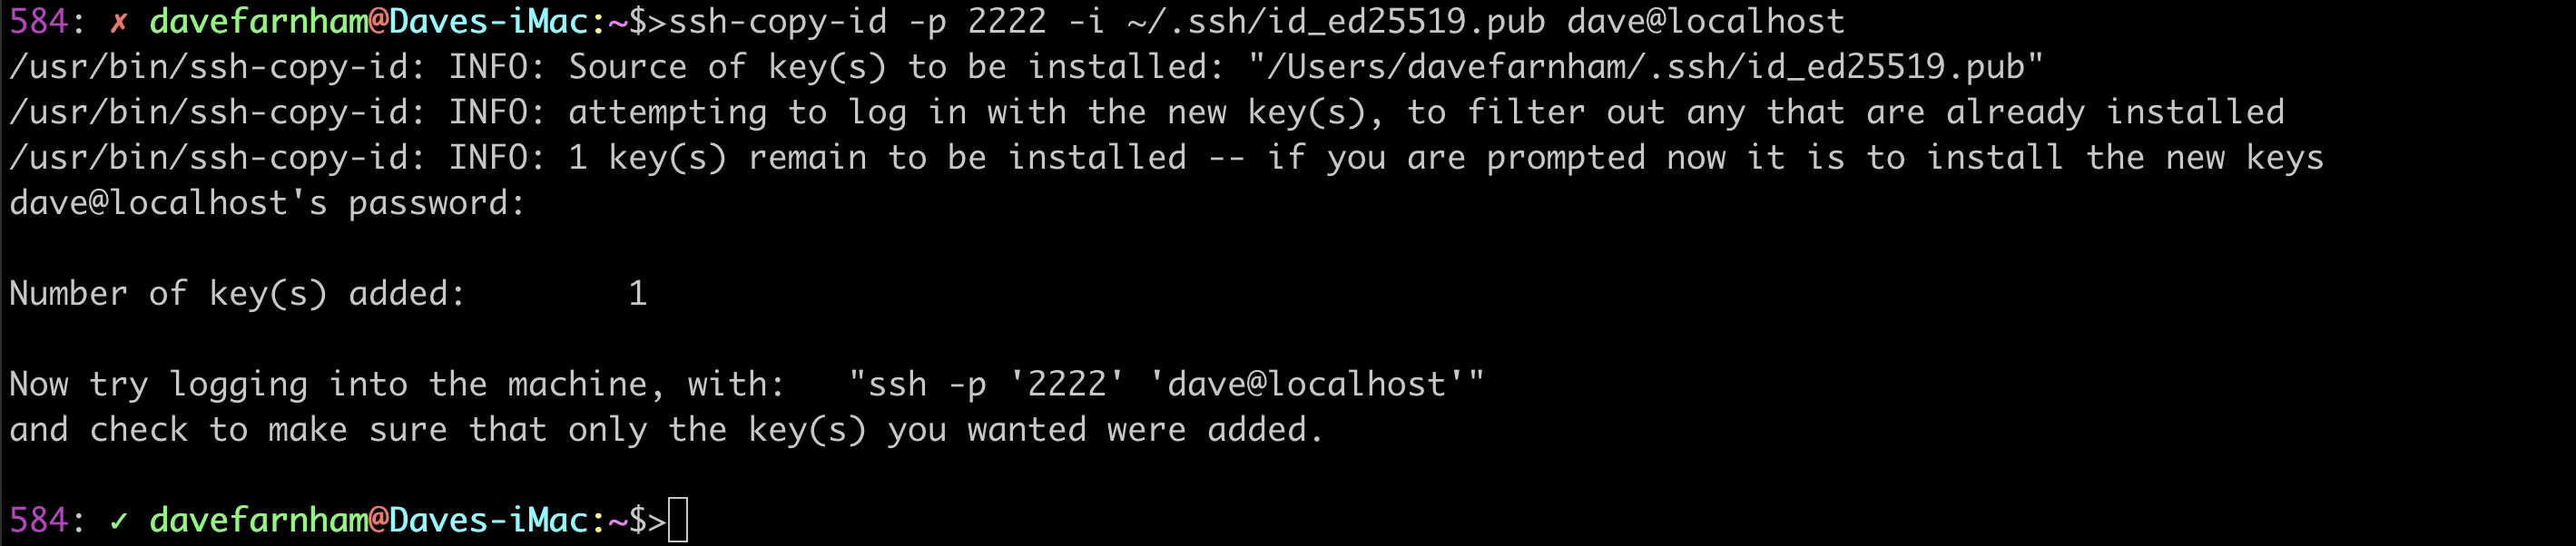 584: ✗ davefarnham@Daves-iMac:~$>ssh-copy-id -p 2222 -i ~/.ssh/id_ed25519.pub dave@localhost
/usr/bin/ssh-copy-id: INFO: Source of key(s) to be installed: "/Users/davefarnham/.ssh/id_ed25519.pub"
/usr/bin/ssh-copy-id: INFO: attempting to log in with the new key(s), to filter out any that are already installed
/usr/bin/ssh-copy-id: INFO: 1 key(s) remain to be installed -- if you are prompted now it is to install the new keys
dave@localhost's password:
Number of key(s) added:        1
Now try logging into the machine, with:   "ssh -p '2222' 'dave@localhost'"
and check to make sure that only the key(s) you wanted were added.
584: ✓ davefarnham@Daves-iMac:~$>